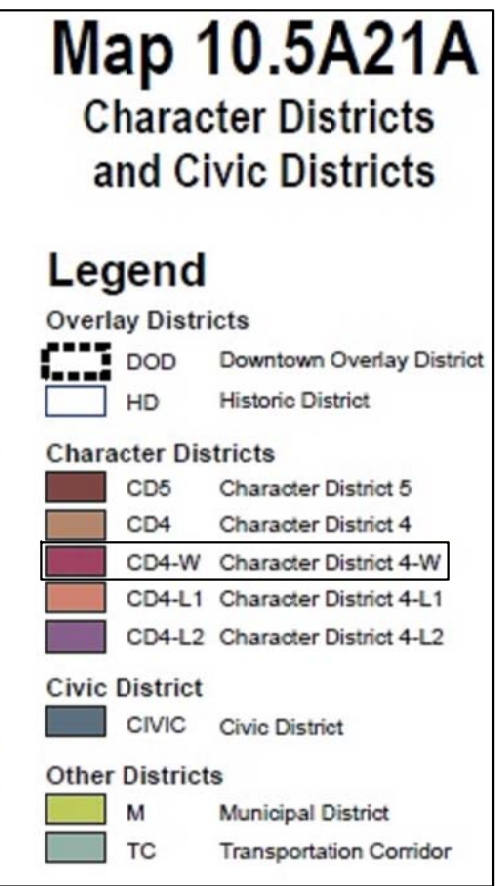 Map 10.5A21A
Character Districts
and Civic Districts
Legend
Overlay Districts
DOD Downtown Overlay District
HD Historic District
Character Districts
CD5 Character District 5
CD4 Character District 4
CD4-W Character District 4-W
CD4-L1 Character District 4-L1
CD4-L2 Character District 4-L2
Civic District
CIVIC Civic District
Other Districts
M Municipal District
TC Transportation Corridor